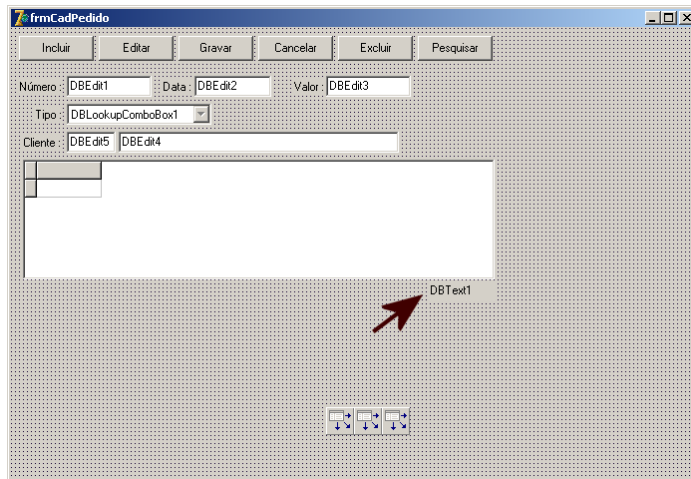 frmCadPedido
Incluir Editar Gravar Cancelar Excluir Pesquisar
Número : DBEdit1 Data : DBEdit2 Valor : DBEdit3
Tipo : DBLookupComboBox1
Cliente : DBEdit5 DBEdit4
DBText1